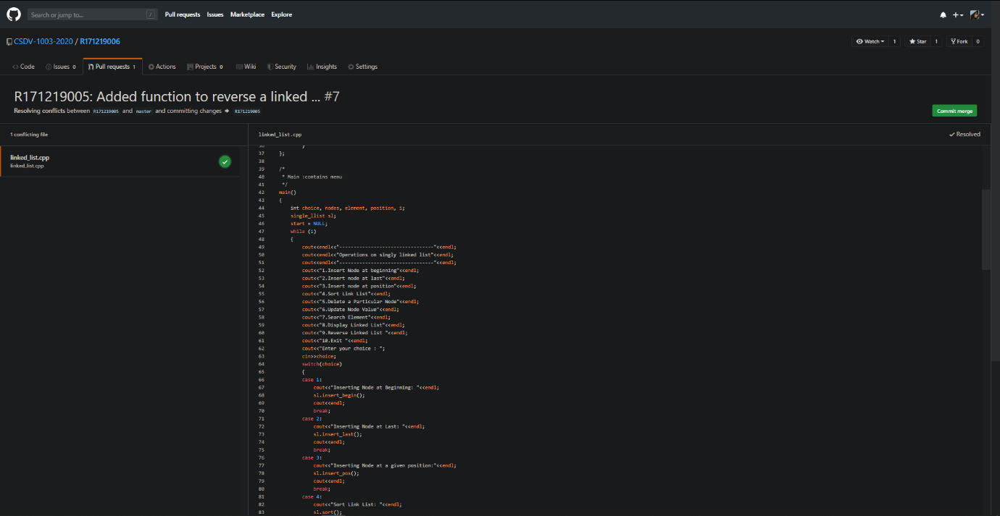 Search or jump to... / Pull requests Issues Marketplace Explore
CSDV-1003-2020 / R171219006 Watch 1 Star 1 Fork 0
<> Code Issues 0 Pull requests 1 Actions Projects 0 Wiki Security Insights Settings
R171219005: Added function to reverse a linked ... #7
Resolving conflicts between R171219005 and master and committing changes R171219005 Commit merge
1 conflicting file
linked_list.cpp
linked_list.cpp
linked_list.cpp Resolved
36 }
37 };
38
39 /*
40 * Main :contains menu
41 */
42 main()
43 {
44 int choice, nodes, element, position, i;
45 single_llist sl;
46 start = NULL;
47 while (1)
48 {
49 cout<<endl<<"---------------------------------"<<endl;
50 cout<<endl<<"Operations on singly linked list"<<endl;
51 cout<<endl<<"---------------------------------"<<endl;
52 cout<<"1.Insert Node at beginning"<<endl;
53 cout<<"2.Insert node at last"<<endl;
54 cout<<"3.Insert node at position"<<endl;
55 cout<<"4.Sort Link List"<<endl;
56 cout<<"5.Delete a Particular Node"<<endl;
57 cout<<"6.Update Node Value"<<endl;
58 cout<<"7.Search Element"<<endl;
59 cout<<"8.Display Linked List"<<endl;
60 cout<<"9.Reverse Linked List "<<endl;
61 cout<<"10.Exit "<<endl;
62 cout<<"Enter your choice : ";
63 cin>>choice;
64 switch(choice)
65 {
66 case 1:
67 cout<<"Inserting Node at Beginning: "<<endl;
68 sl.insert_begin();
69 cout<<endl;
70 break;
71 case 2:
72 cout<<"Inserting Node at Last: "<<endl;
73 sl.insert_last();
74 cout<<endl;
75 break;
76 case 3:
77 cout<<"Inserting Node at a given position:"<<endl;
78 sl.insert_pos();
79 cout<<endl;
80 break;
81 case 4:
82 cout<<"Sort Link List: "<<endl;
83 sl.sort();